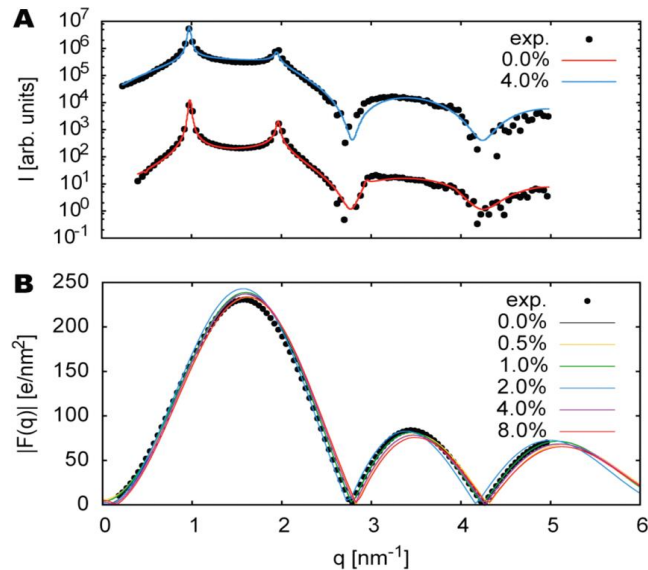 A
10^7
10^6
10^5
10^4
10^3
10^2
10^1
10^0
10^-1
I [arb. units]
exp.
0.0%
4.0%
B
250
200
150
100
50
0
|F(q)| [e/nm^2]
exp.
0.0%
0.5%
1.0%
2.0%
4.0%
8.0%
0 1 2 3 4 5 6
q [nm^-1]